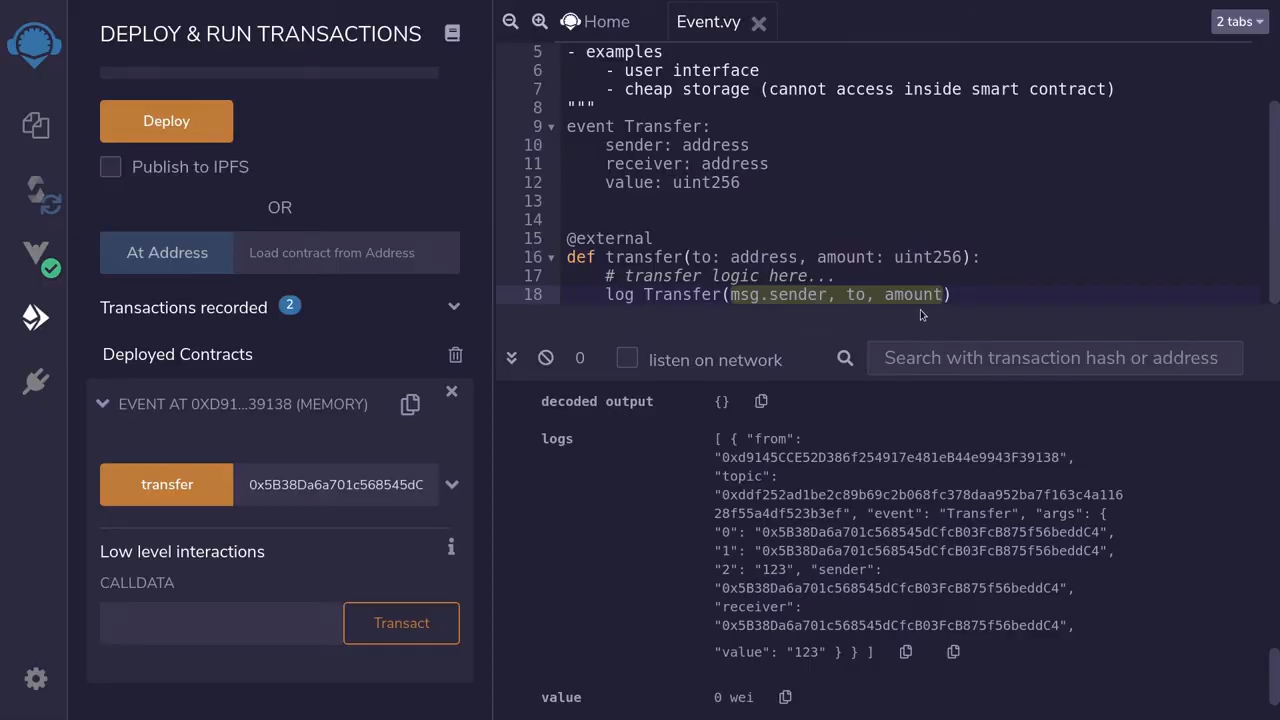 DEPLOY & RUN TRANSACTIONS
Deploy
Publish to IPFS
OR
At Address
Load contract from Address
Transactions recorded
2
Deployed Contracts
EVENT AT 0XD91...39138 (MEMORY)
transfer
0x5B38Da6a701c568545dC
Low level interactions
CALLDATA
Transact
Home
Event.vy
2 tabs
5 - examples
6 - user interface
7 - cheap storage (cannot access inside smart contract)
8 """
9 event Transfer:
10 sender: address
11 receiver: address
12 value: uint256
13
14
15 @external
16 def transfer(to: address, amount: uint256):
17 # transfer logic here...
18 log Transfer(msg.sender, to, amount)
0
listen on network
Search with transaction hash or address
decoded output
{}
logs
[ { "from":
"0xd9145CCE52D386f254917e481eB44e9943F39138",
"topic":
"0xddf252ad1be2c89b69c2b068fc378daa952ba7f163c4a116
28f55a4df523b3ef", "event": "Transfer", "args": {
"0": "0x5B38Da6a701c568545dCfcB03FcB875f56beddC4",
"1": "0x5B38Da6a701c568545dCfcB03FcB875f56beddC4",
"2": "123", "sender":
"0x5B38Da6a701c568545dCfcB03FcB875f56beddC4",
"receiver":
"0x5B38Da6a701c568545dCfcB03FcB875f56beddC4",
"value": "123" } } ]
value
0 wei